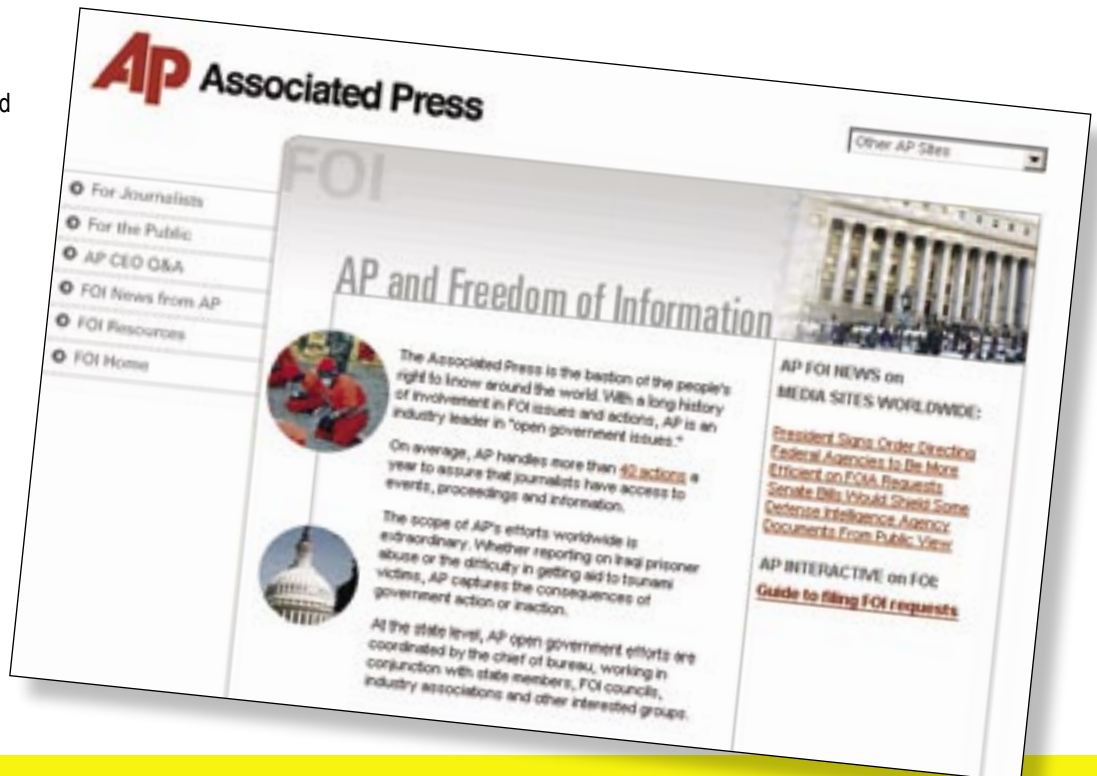 d
AP Associated Press
Other AP Sites
For Journalists
For the Public
AP CEO Q&A
FOI News from AP
FOI Resources
FOI Home
FOI
AP and Freedom of Information
The Associated Press is the bastion of the people's
right to know around the world. With a long history
of involvement in FOI issues and actions, AP is an
industry leader in "open government issues."
On average, AP handles more than 40 actions a
year to assure that journalists have access to
events, proceedings and information.
The scope of AP's efforts worldwide is
extraordinary. Whether reporting on Iraqi prisoner
abuse or the difficulty in getting aid to tsunami
victims, AP captures the consequences of
government action or inaction.
At the state level, AP open government efforts are
coordinated by the chief of bureau, working in
conjunction with state members, FOI councils,
industry associations and other interested groups.
AP FOI NEWS on
MEDIA SITES WORLDWIDE:
President Signs Order Directing
Federal Agencies to Be More
Efficient on FOIA Requests
Senate Bills Would Shield Some
Defense Intelligence Agency
Documents From Public View
AP INTERACTIVE on FOI:
Guide to filing FOI requests